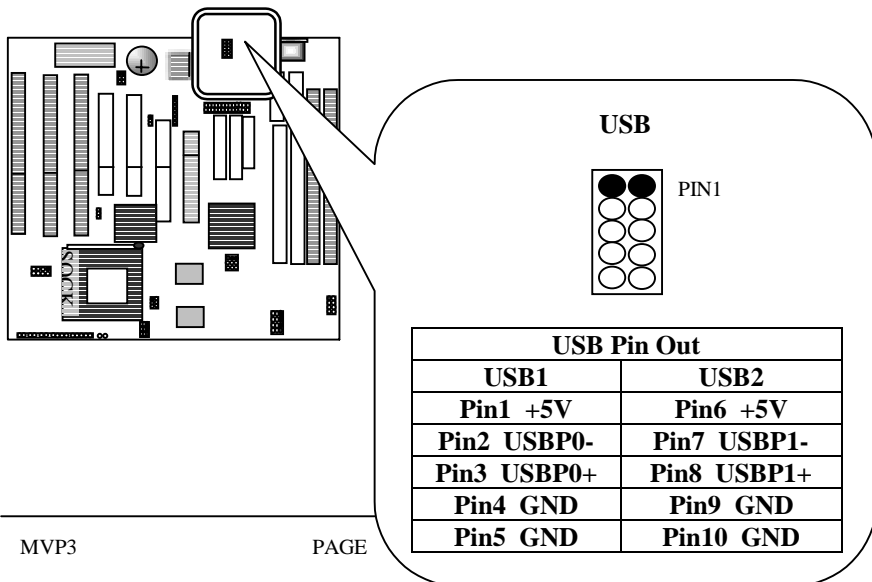 USB
PIN1
SOCK
USB Pin Out
USB1 USB2
Pin1 +5V Pin6 +5V
Pin2 USBP0- Pin7 USBP1-
Pin3 USBP0+ Pin8 USBP1+
Pin4 GND Pin9 GND
Pin5 GND Pin10 GND
MVP3 PAGE